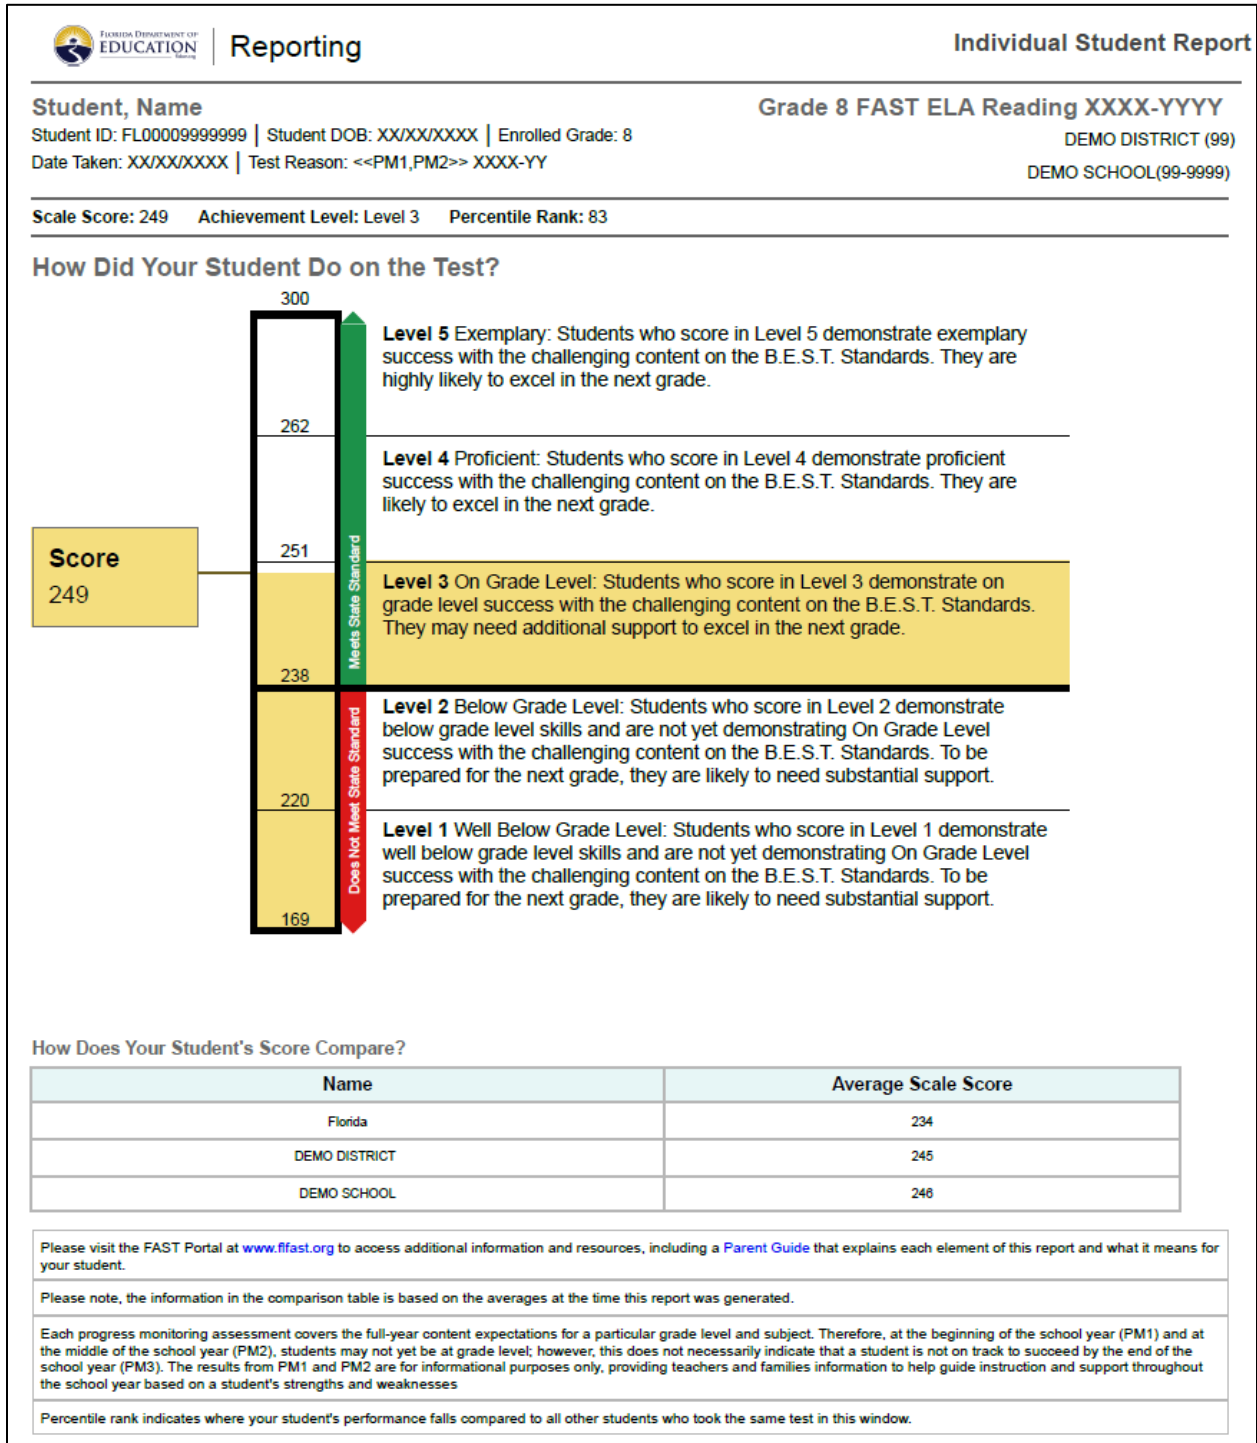 FLORIDA DEPARTMENT OF
EDUCATION
Reporting
Individual Student Report
Student, Name
Grade 8 FAST ELA Reading XXXX-YYYY
Student ID: FL00009999999 | Student DOB: XX/XX/XXXX | Enrolled Grade: 8
DEMO DISTRICT (99)
Date Taken: XX/XX/XXXX | Test Reason: <<PM1,PM2>> XXXX-YY
DEMO SCHOOL(99-9999)
Scale Score: 249 Achievement Level: Level 3 Percentile Rank: 83
How Did Your Student Do on the Test?
300
Level 5 Exemplary: Students who score in Level 5 demonstrate exemplary
success with the challenging content on the B.E.S.T. Standards. They are
highly likely to excel in the next grade.
262
Level 4 Proficient: Students who score in Level 4 demonstrate proficient
success with the challenging content on the B.E.S.T. Standards. They are
likely to excel in the next grade.
Score
249
251
Meets State Standard
Level 3 On Grade Level: Students who score in Level 3 demonstrate on
grade level success with the challenging content on the B.E.S.T. Standards.
They may need additional support to excel in the next grade.
238
Does Not Meet State Standard
Level 2 Below Grade Level: Students who score in Level 2 demonstrate
below grade level skills and are not yet demonstrating On Grade Level
success with the challenging content on the B.E.S.T. Standards. To be
prepared for the next grade, they are likely to need substantial support.
220
Level 1 Well Below Grade Level: Students who score in Level 1 demonstrate
well below grade level skills and are not yet demonstrating On Grade Level
success with the challenging content on the B.E.S.T. Standards. To be
prepared for the next grade, they are likely to need substantial support.
169
How Does Your Student's Score Compare?
Name Average Scale Score
Florida 234
DEMO DISTRICT 245
DEMO SCHOOL 246
Please visit the FAST Portal at www.flfast.org to access additional information and resources, including a Parent Guide that explains each element of this report and what it means for
your student.
Please note, the information in the comparison table is based on the averages at the time this report was generated.
Each progress monitoring assessment covers the full-year content expectations for a particular grade level and subject. Therefore, at the beginning of the school year (PM1) and at
the middle of the school year (PM2), students may not yet be at grade level; however, this does not necessarily indicate that a student is not on track to succeed by the end of the
school year (PM3). The results from PM1 and PM2 are for informational purposes only, providing teachers and families information to help guide instruction and support throughout
the school year based on a student's strengths and weaknesses
Percentile rank indicates where your student's performance falls compared to all other students who took the same test in this window.